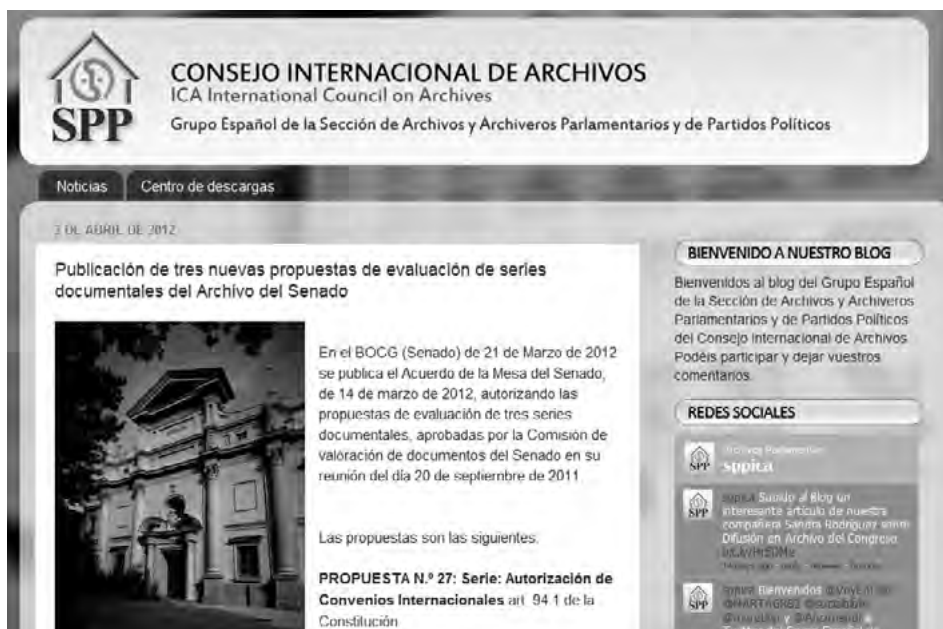 SPP
CONSEJO INTERNACIONAL DE ARCHIVOS
ICA International Council on Archives
Grupo Español de la Sección de Archivos y Archiveros Parlamentarios y de Partidos Políticos
Noticias
Centro de descargas
DE ABRIL DE 2012
Publicación de tres nuevas propuestas de evaluación de series
documentales del Archivo del Senado
En el BOCG (Senado) de 21 de Marzo de 2012
se publica el Acuerdo de la Mesa del Senado,
de 14 de marzo de 2012, autorizando las
propuestas de evaluación de tres series
documentales, aprobadas por la Comisión de
valoración de documentos del Senado en su
reunión del día 20 de septiembre de 2011
Las propuestas son las siguientes:
PROPUESTA N.º 27: Serie: Autorización de
Convenios Internacionales art. 94.1 de la
Constitución
BIENVENIDO A NUESTRO BLOG
Bienvenidos al blog del Grupo Español
de la Sección de Archivos y Archiveros
Parlamentarios y de Partidos Políticos
del Consejo Internacional de Archivos.
Podéis participar y dejar vuestros
comentarios.
REDES SOCIALES
SPP
sppica
SPP
sppica Subido al Blog un
interesante artículo de nuestra
compañera Sandra Rodríguez sobre
Difusión en Archivo del Congreso
SPP
sppica Bienvenidos